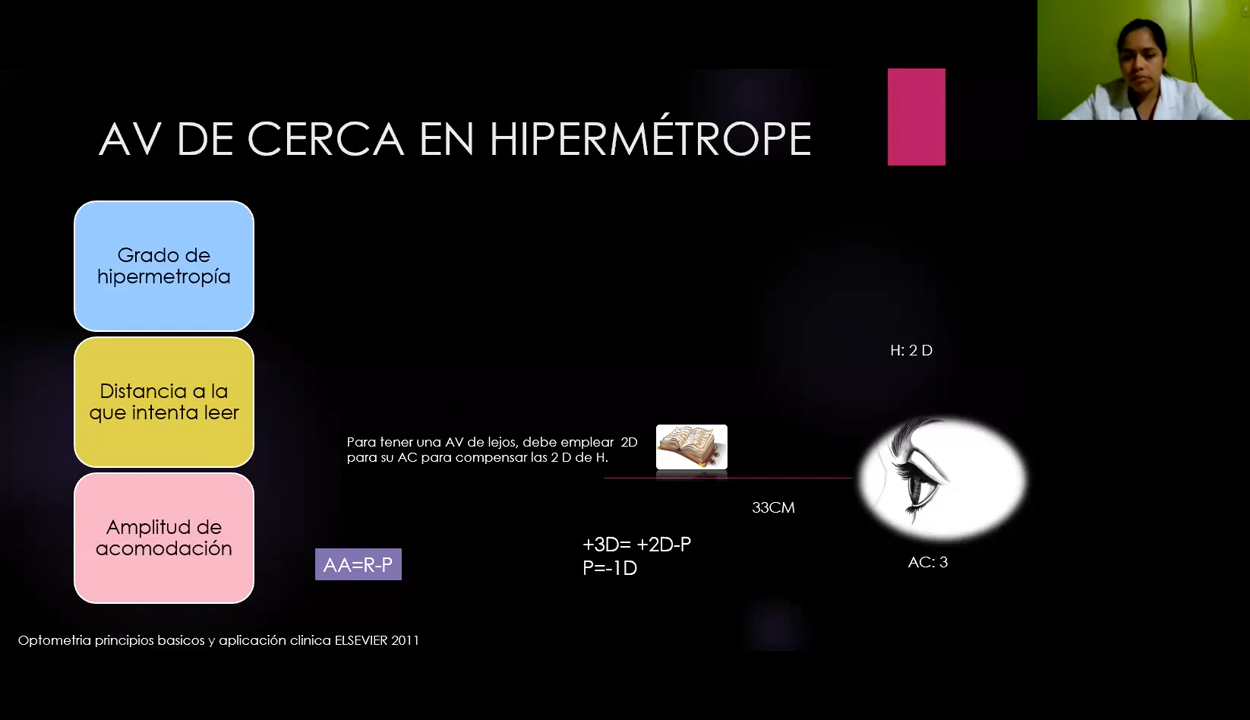 AV DE CERCA EN HIPERMÉTROPE
Grado de
hipermetropía
Distancia a la
que intenta leer
Amplitud de
acomodación
H: 2 D
Para tener una AV de lejos, debe emplear 2D
para su AC para compensar las 2 D de H.
33CM
+3D= +2D-P
P=-1D
AA=R-P
AC: 3
Optometria principios basicos y aplicación clinica ELSEVIER 2011